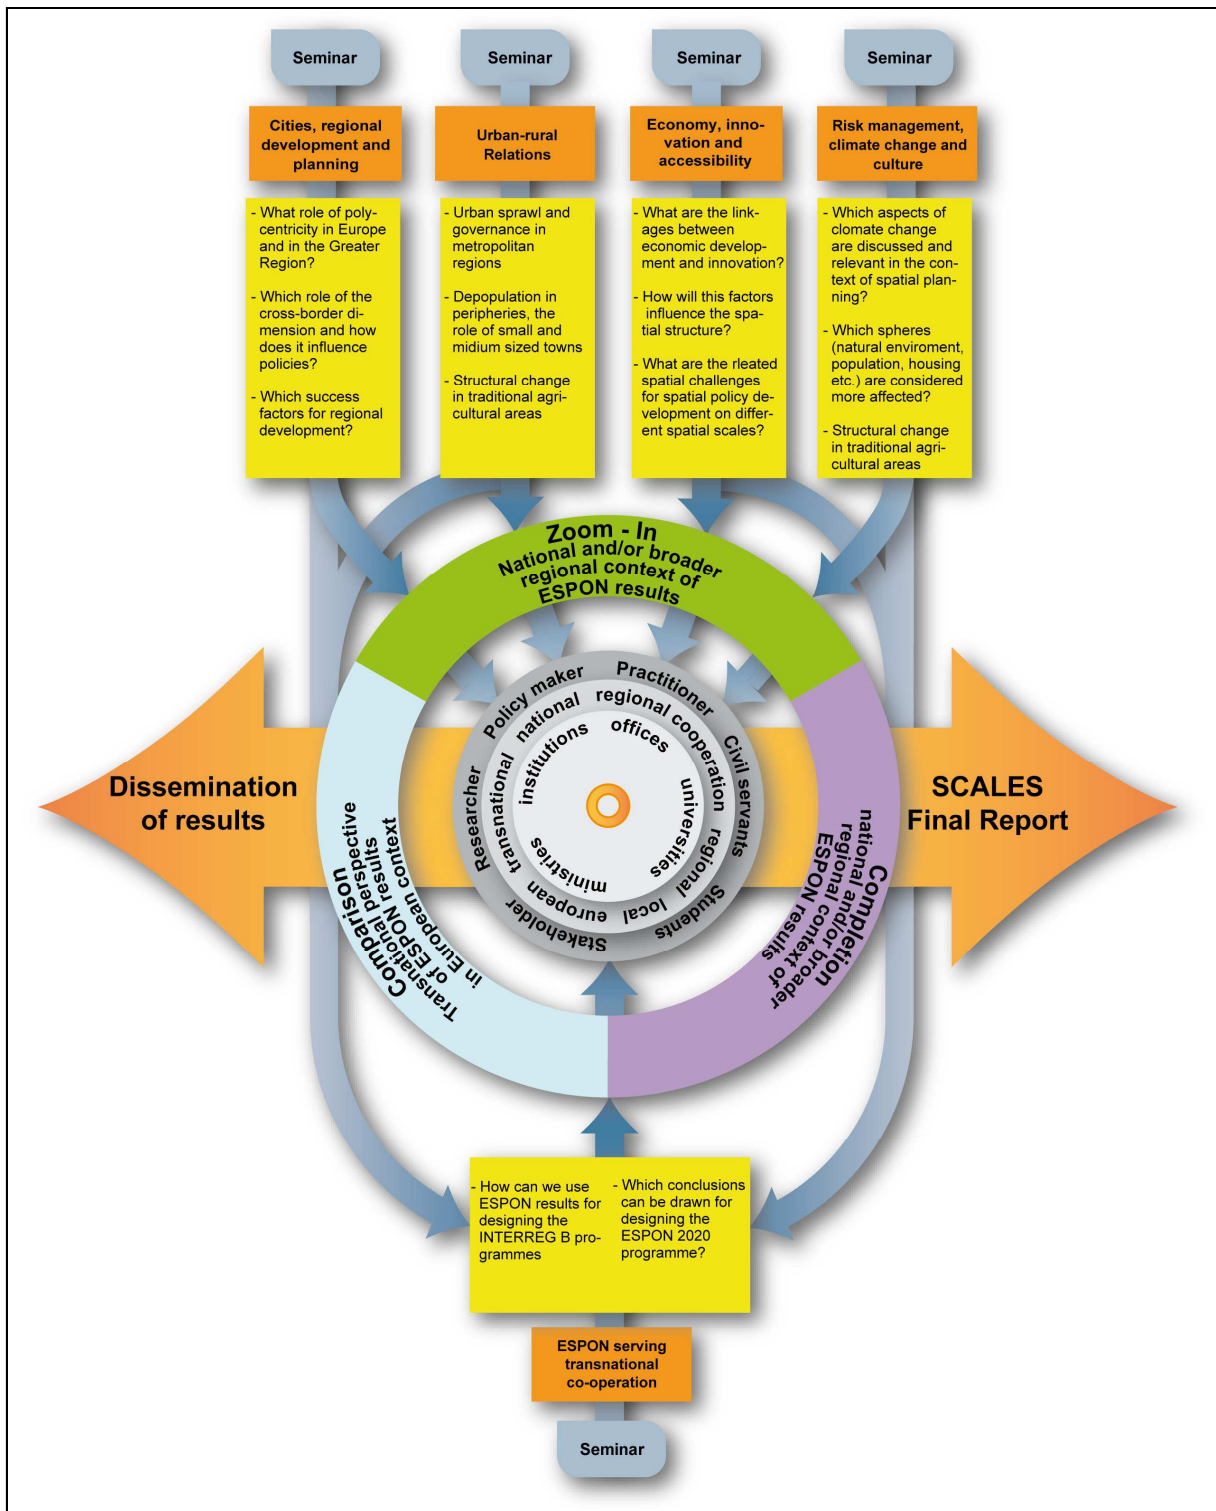 Seminar
Seminar
Seminar
Seminar
Cities, regional
development and
planning
Urban-rural
Relations
Economy, inno-
vation and
accessibility
Risk management,
climate change and
culture
- What role of poly-
centricity in Europe
and in the Greater
Region?
- Which role of the
cross-border di-
mension and how
does it influence
policies?
- Which success
factors for regional
development?
- Urban sprawl and
governance in
metropolitan
regions
- Depopulation in
peripheries, the
role of small and
midium sized towns
- Structural change
in traditional agri-
cultural areas
- What are the link-
ages between
economic develop-
ment and innovation?
- How will this factors
influence the spa-
tial structure?
- What are the rleated
spatial challenges
for spatial policy de-
velopment on differ-
ent spatial scales?
- Which aspects of
clomate change
are discussed and
relevant in the con-
text of spatial plan-
ning?
- Which spheres
(natural enviroment,
population, housing
etc.) are considered
more affected?
- Structural change
in traditional agri-
cultural areas
Zoom - In
National and/or broader
regional context of
ESPON results
Policy maker
Practitioner
Civil servants
Students
Stakeholder
Researcher
national
regional cooperation
regional
local
european
transnational
institutions
offices
universities
ministries
Dissemination
of results
SCALES
Final Report
Comparison
Transnational perspective
of ESPON results
in European context
Completion
national and/or broader
regional context of
ESPON results
- How can we use
ESPON results for
designing the
INTERREG B pro-
grammes
- Which conclusions
can be drawn for
designing the
ESPON 2020
programme?
ESPON serving
transnational
co-operation
Seminar